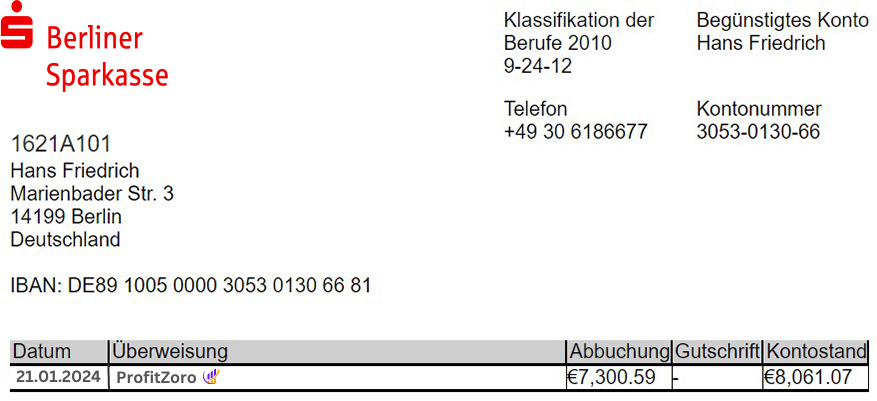 Berliner
Sparkasse
Klassifikation der
Berufe 2010
9-24-12
Begünstigtes Konto
Hans Friedrich
Telefon
+49 30 6186677
Kontonummer
3053-0130-66
1621A101
Hans Friedrich
Marienbader Str. 3
14199 Berlin
Deutschland
IBAN: DE89 1005 0000 3053 0130 66 81
Datum Überweisung Abbuchung Gutschrift Kontostand
21.01.2024 ProfitZoro €7,300.59 - €8,061.07